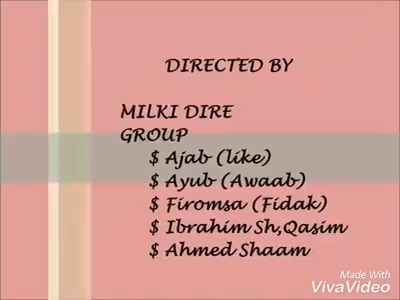 DIRECTED BY
MILKI DIRE
GROUP
$ Ajab (like)
$ Ayub (Awaab)
$ Firomsa (Fidak)
$ Ibrahim Sh,Qasim
$ Ahmed Shaam
Made With
VivaVideo